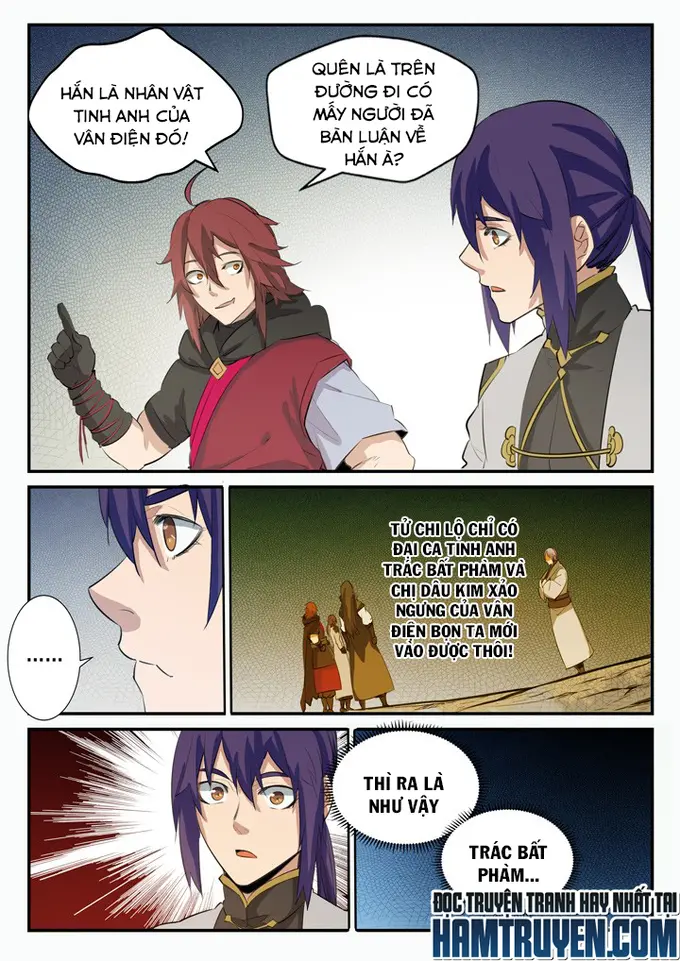 HẮN LÀ NHÂN VẬT
TINH ANH CỦA
VÂN ĐIỆN ĐÓ!
QUÊN LÀ TRÊN
ĐƯỜNG ĐI CÓ
MẤY NGƯỜI ĐÃ
BÀN LUẬN VỀ
HẮN À?
......
TỬ CHI LỘ CHỈ CÓ
ĐẠI CA TINH ANH
TRÁC BẤT PHÀM VÀ
CHỊ DÂU KIM XẢO
NGƯNG CỦA VÂN
ĐIỆN BỌN TA MỚI
VÀO ĐƯỢC THÔI!
THÌ RA LÀ
NHƯ VẬY
TRÁC BẤT
PHÀM...
ĐỌC TRUYỆN TRANH HAY NHẤT TẠI
HAMTRUYEN.COM